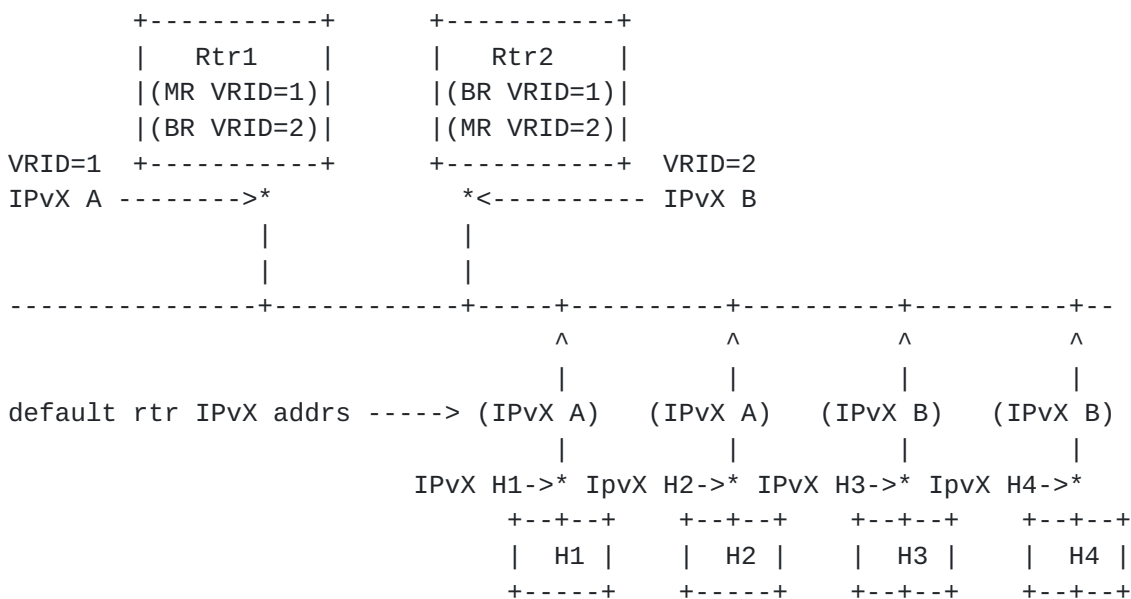 +-----------+      +-----------+
|   Rtr1    |      |   Rtr2    |
|(MR VRID=1)|      |(BR VRID=1)|
|(BR VRID=2)|      |(MR VRID=2)|
VRID=1  +-----------+      +-----------+  VRID=2
IPvX A -------->*            *<---------- IPvX B
|            |
|            |
----------------+------------+-----+----------+----------+----------+--
^          ^          ^          ^
|          |          |          |
default rtr IPvX addrs -----> (IPvX A)   (IPvX A)   (IPvX B)   (IPvX B)
|          |          |          |
IPvX H1->* IpvX H2->* IPvX H3->* IpvX H4->*
+--+--+    +--+--+    +--+--+    +--+--+
|  H1 |    |  H2 |    |  H3 |    |  H4 |
+-----+    +-----+    +--+--+    +--+--+